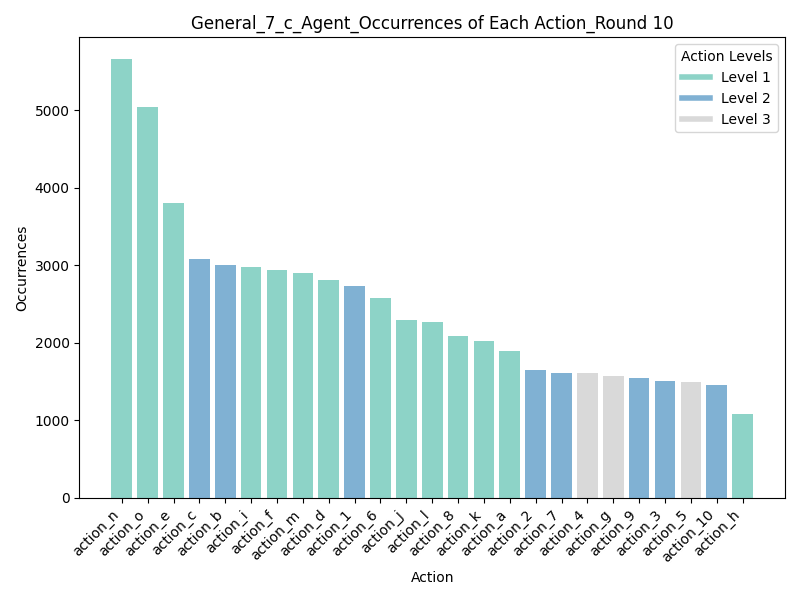 General_7_c_Agent_Occurrences of Each Action_Round 10
Action Levels
Level 1
Level 2
Level 3
Occurrences
5000
4000
3000
2000
1000
0
action_n
action_o
action_e
action_c
action_b
action_i
action_f
action_m
action_d
action_1
action_6
action_j
action_l
action_8
action_k
action_a
action_2
action_7
action_4
action_g
action_9
action_3
action_5
action_10
action_h
Action